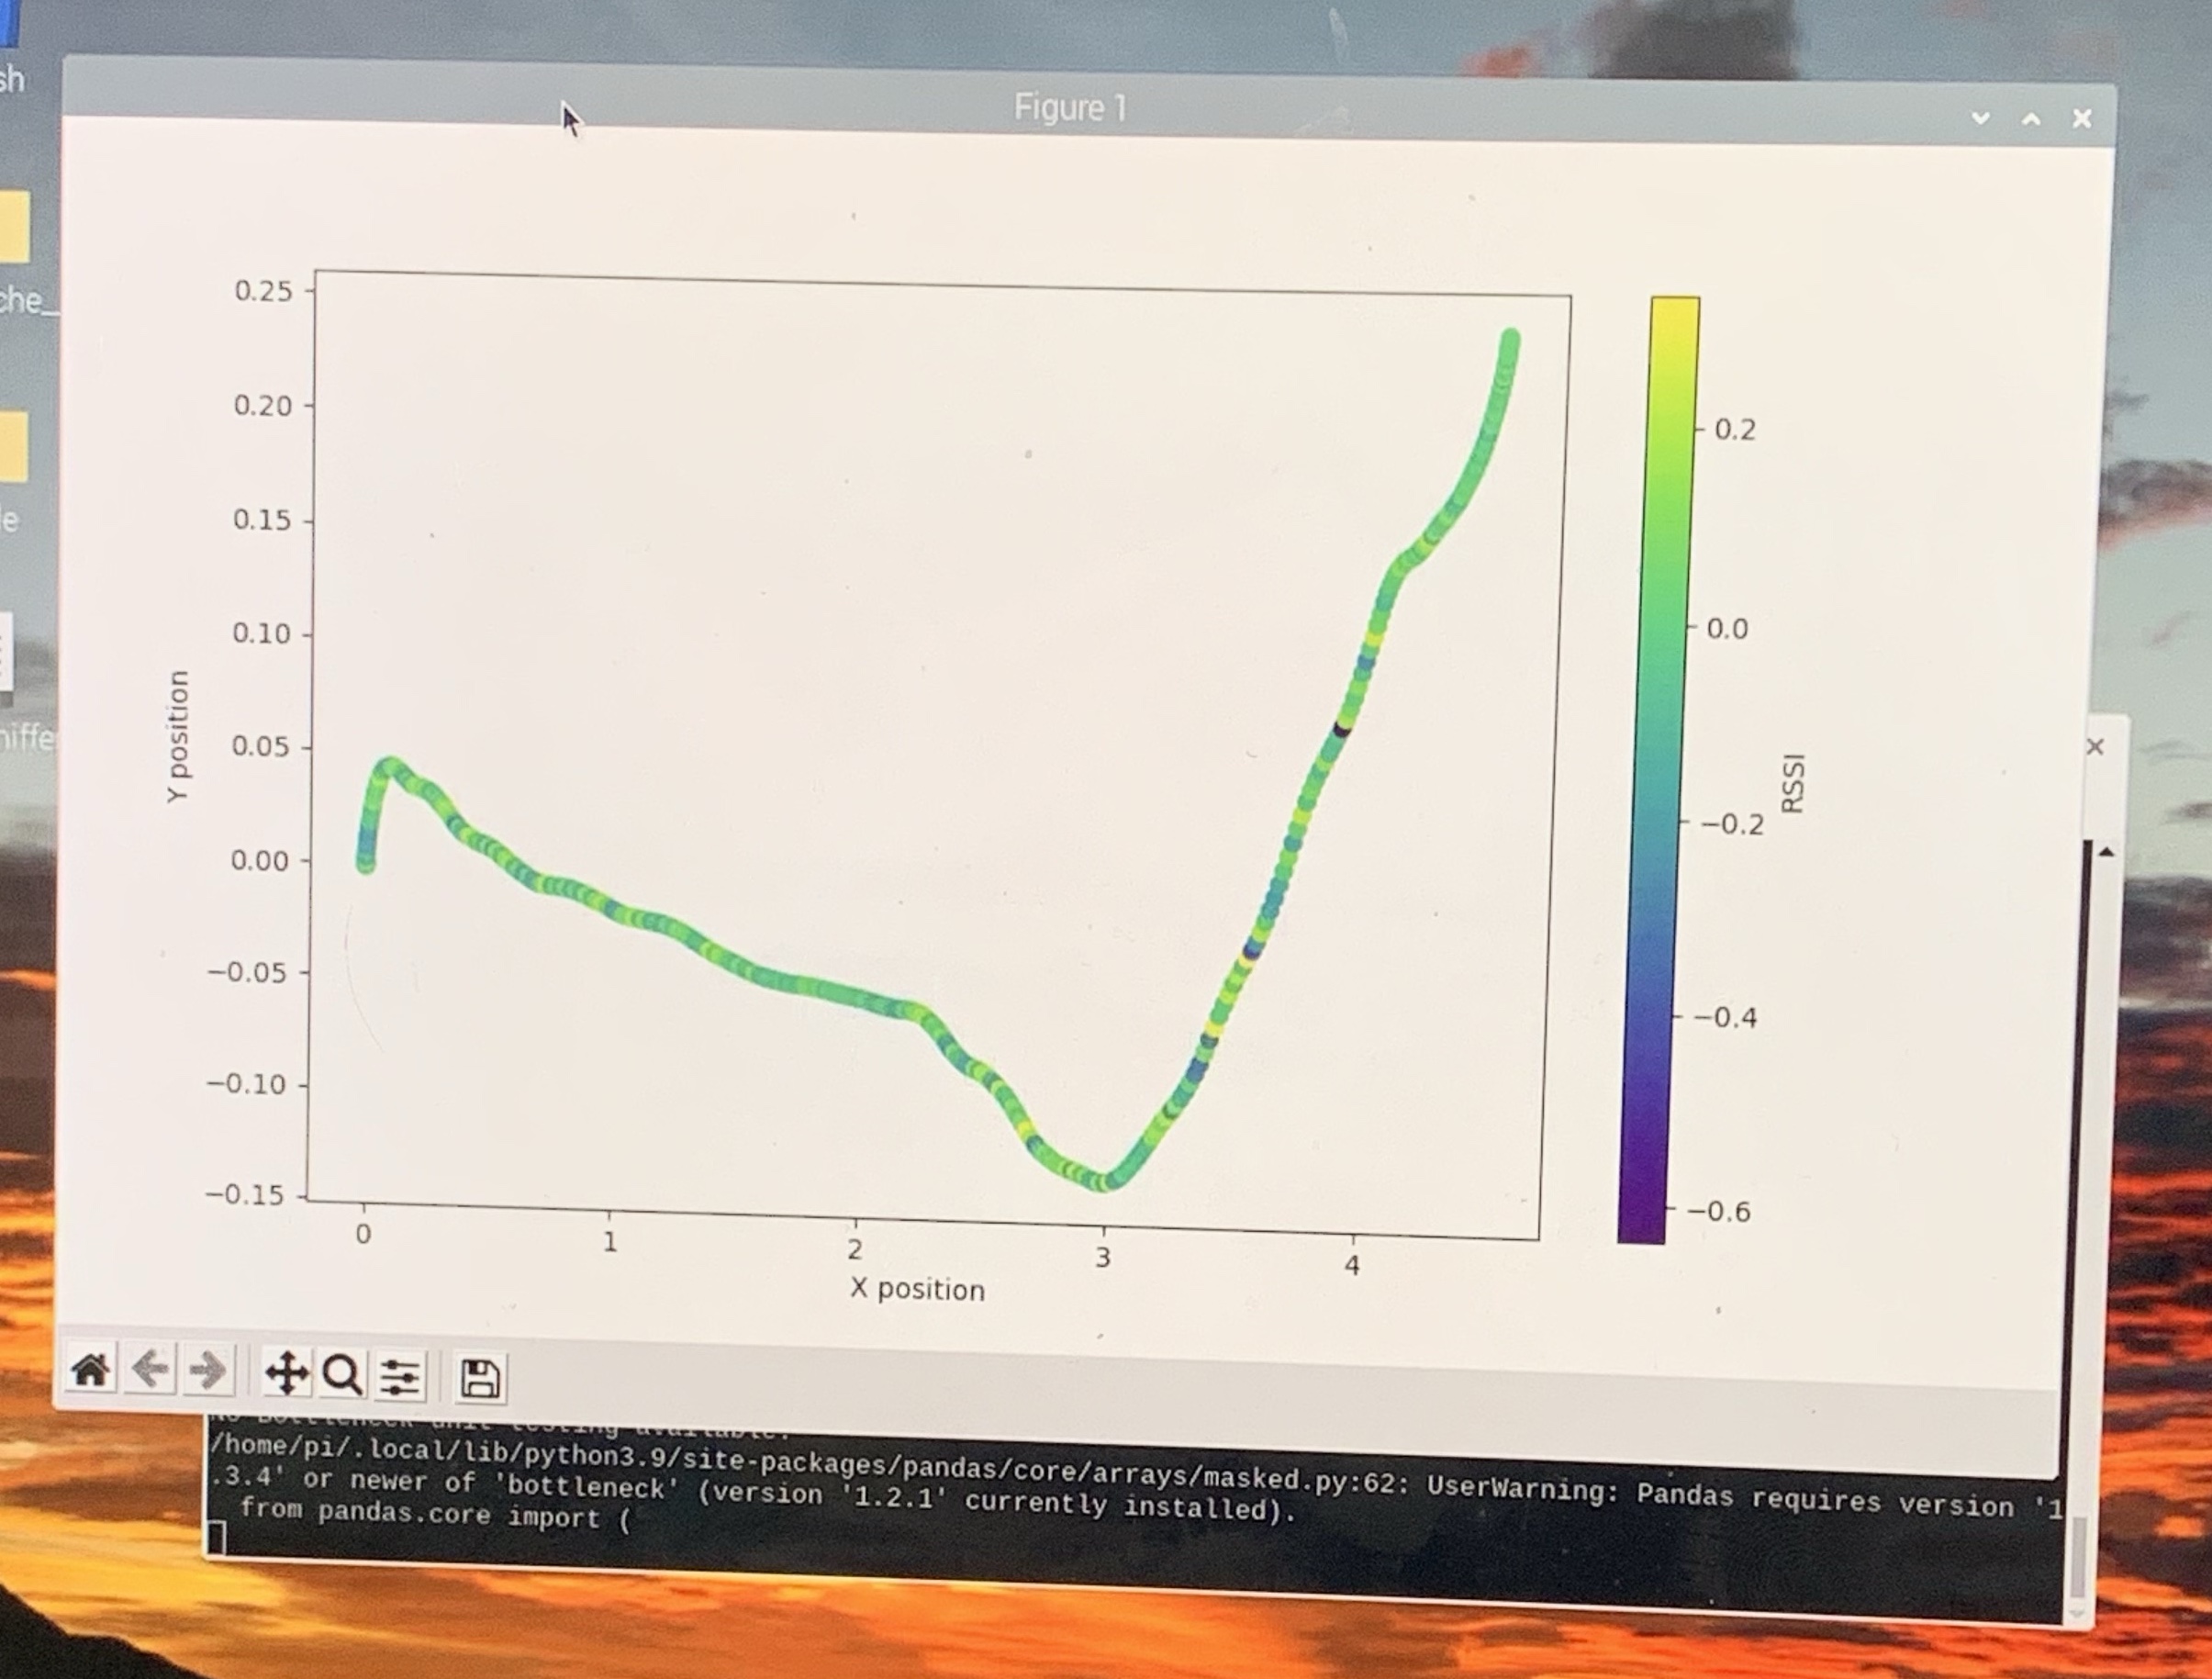 sh
Figure 1
che_
le
niffe
0.25
0.20
0.15
0.10
0.05
0.00
−0.05
−0.10
−0.15
Y position
0
1
2
3
4
X position
0.2
0.0
−0.2
−0.4
−0.6
RSSI
/home/pi/.local/lib/python3.9/site-packages/pandas/core/arrays/masked.py:62: UserWarning: Pandas requires version '1
.3.4' or newer of 'bottleneck' (version '1.2.1' currently installed).
from pandas.core import (